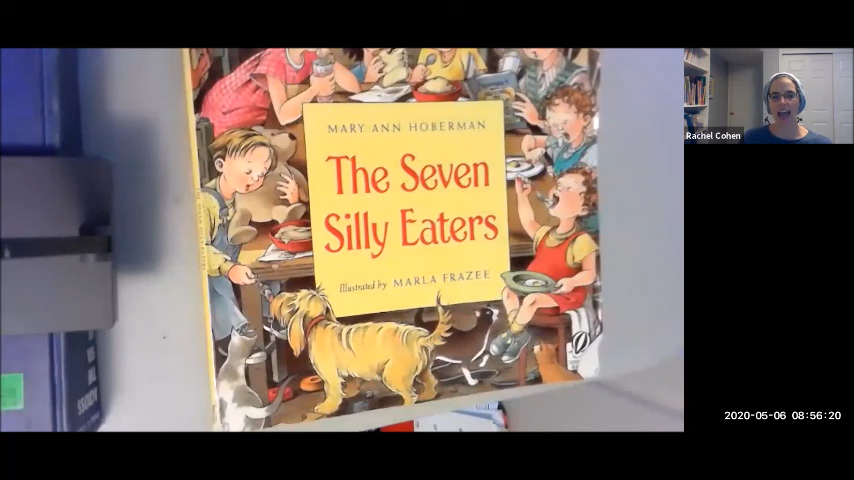 MARY ANN HOBERMAN
The Seven
Silly Eaters
Illustrated by MARLA FRAZEE
Rachel Cohen
2020-05-06 08:56:20